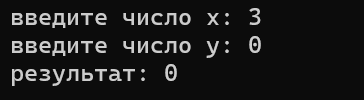 введите число x: 3
введите число y: 0
результат: 0